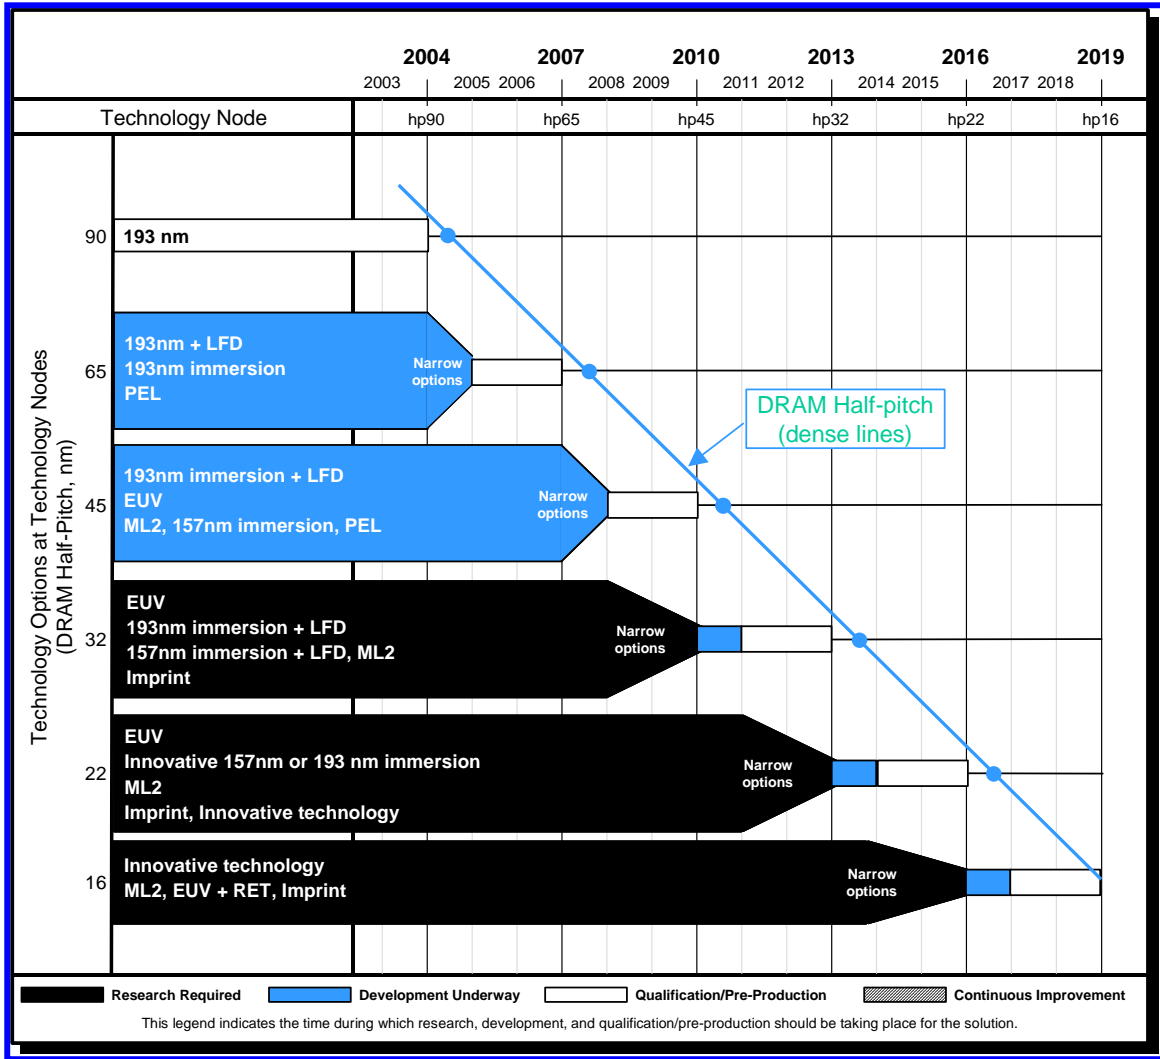 2004 2007 2010 2013 2016 2019
2003 2005 2006 2008 2009 2011 2012 2014 2015 2017 2018
Technology Node hp90 hp65 hp45 hp32 hp22 hp16
Technology Options at Technology Nodes
(DRAM Half-Pitch, nm)
90
193 nm
65
193nm + LFD
193nm immersion
PEL
Narrow
options
DRAM Half-pitch
(dense lines)
45
193nm immersion + LFD
EUV
ML2, 157nm immersion, PEL
Narrow
options
32
EUV
193nm immersion + LFD
157nm immersion + LFD, ML2
Imprint
Narrow
options
22
EUV
Innovative 157nm or 193 nm immersion
ML2
Imprint, Innovative technology
Narrow
options
16
Innovative technology
ML2, EUV + RET, Imprint
Narrow
options
Research Required Development Underway Qualification/Pre-Production Continuous Improvement
This legend indicates the time during which research, development, and qualification/pre-production should be taking place for the solution.